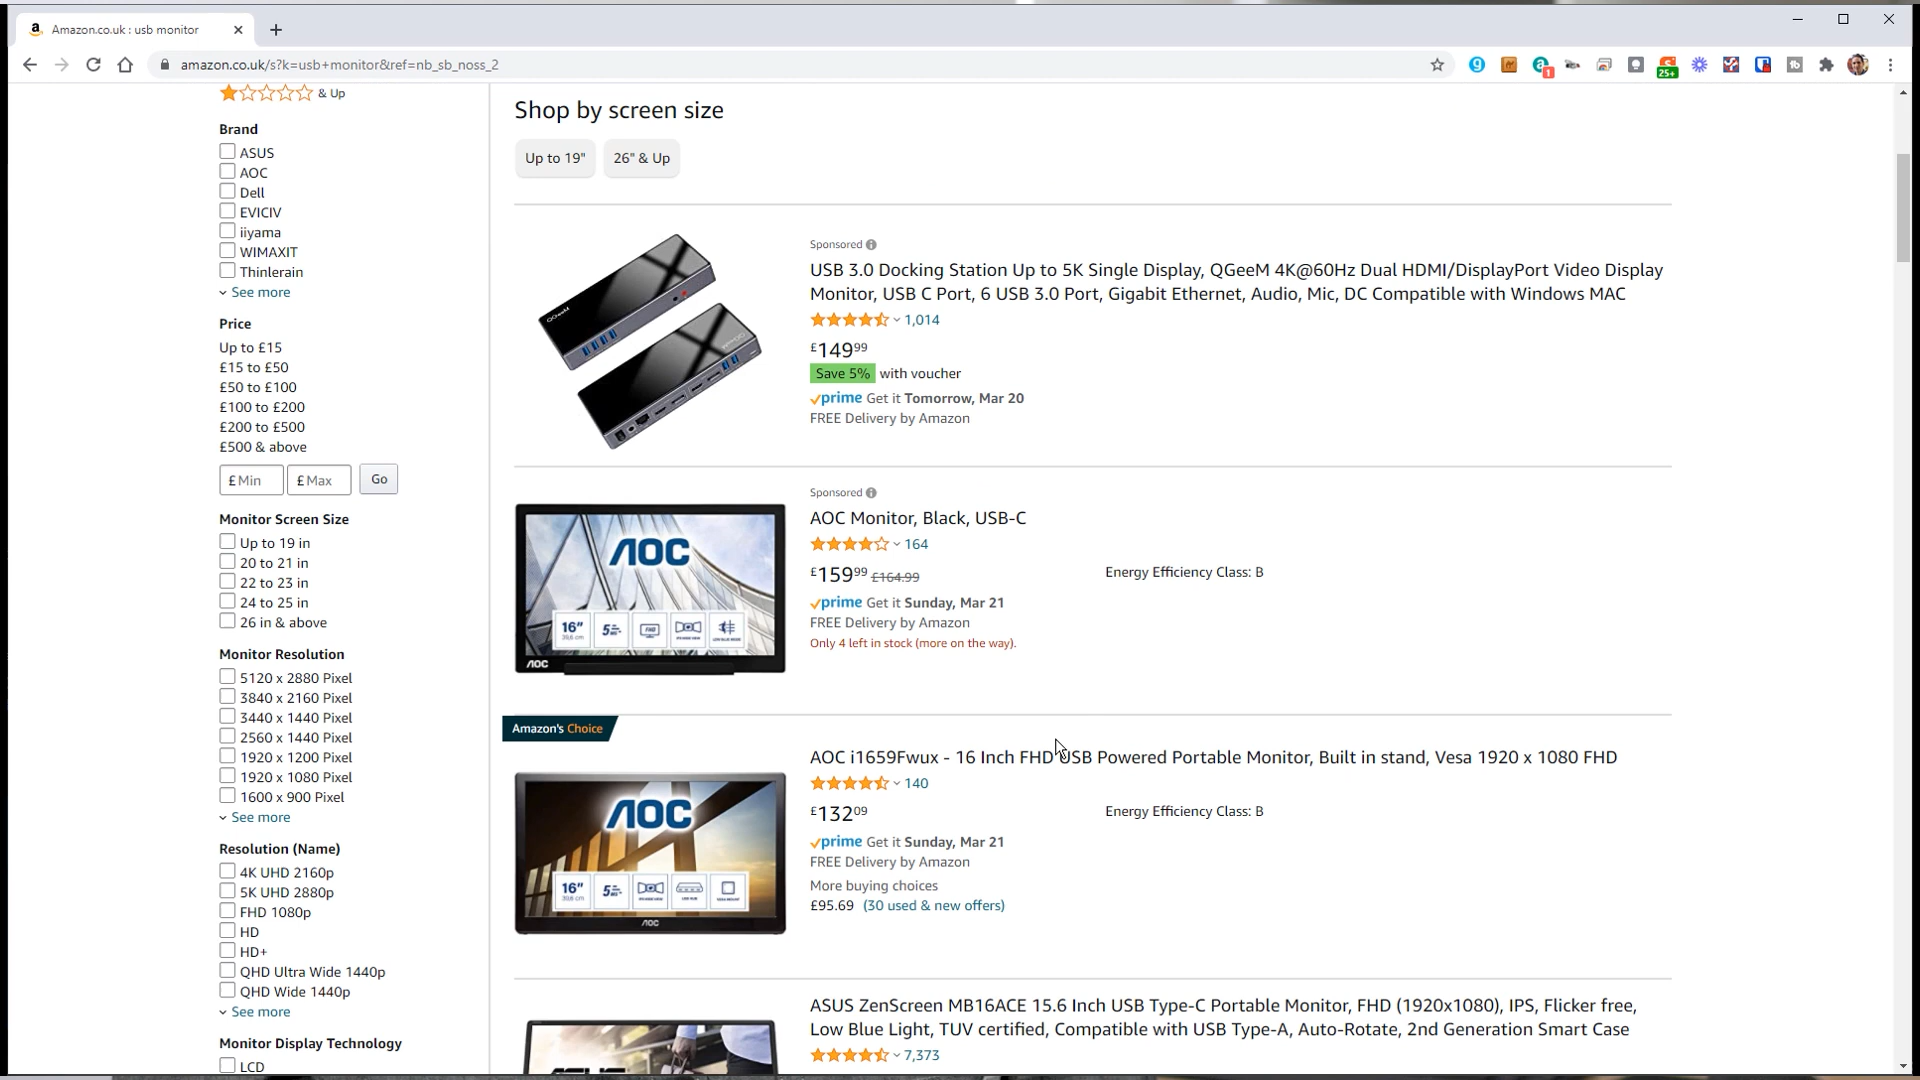 Amazon.co.uk : usb monitor
amazon.co.uk/s?k=usb+monitor&ref=nb_sb_noss_2
1
25+
& Up
Brand
ASUS
AOC
Dell
EVICIV
iiyama
WIMAXIT
Thinlerain
See more
Price
Up to £15
£15 to £50
£50 to £100
£100 to £200
£200 to £500
£500 & above
£ Min £ Max Go
Monitor Screen Size
Up to 19 in
20 to 21 in
22 to 23 in
24 to 25 in
26 in & above
Monitor Resolution
5120 x 2880 Pixel
3840 x 2160 Pixel
3440 x 1440 Pixel
2560 x 1440 Pixel
1920 x 1200 Pixel
1920 x 1080 Pixel
1600 x 900 Pixel
See more
Resolution (Name)
4K UHD 2160p
5K UHD 2880p
FHD 1080p
HD
HD+
QHD Ultra Wide 1440p
QHD Wide 1440p
See more
Monitor Display Technology
LCD
Shop by screen size
Up to 19" 26" & Up
Sponsored
USB 3.0 Docking Station Up to 5K Single Display, QGeeM 4K@60Hz Dual HDMI/DisplayPort Video Display
Monitor, USB C Port, 6 USB 3.0 Port, Gigabit Ethernet, Audio, Mic, DC Compatible with Windows MAC
1,014
£14999
Save 5% with voucher
prime Get it Tomorrow, Mar 20
FREE Delivery by Amazon
QGeeM
Sponsored
AOC Monitor, Black, USB-C
164
£15999 £164.99
Energy Efficiency Class: B
prime Get it Sunday, Mar 21
FREE Delivery by Amazon
Only 4 left in stock (more on the way).
AOC
16"
AOC
Amazon's Choice
AOC i1659Fwux - 16 Inch FHD USB Powered Portable Monitor, Built in stand, Vesa 1920 x 1080 FHD
140
£13209
Energy Efficiency Class: B
prime Get it Sunday, Mar 21
FREE Delivery by Amazon
More buying choices
£95.69 (30 used & new offers)
AOC
16"
AOC
ASUS ZenScreen MB16ACE 15.6 Inch USB Type-C Portable Monitor, FHD (1920x1080), IPS, Flicker free,
Low Blue Light, TUV certified, Compatible with USB Type-A, Auto-Rotate, 2nd Generation Smart Case
7,373